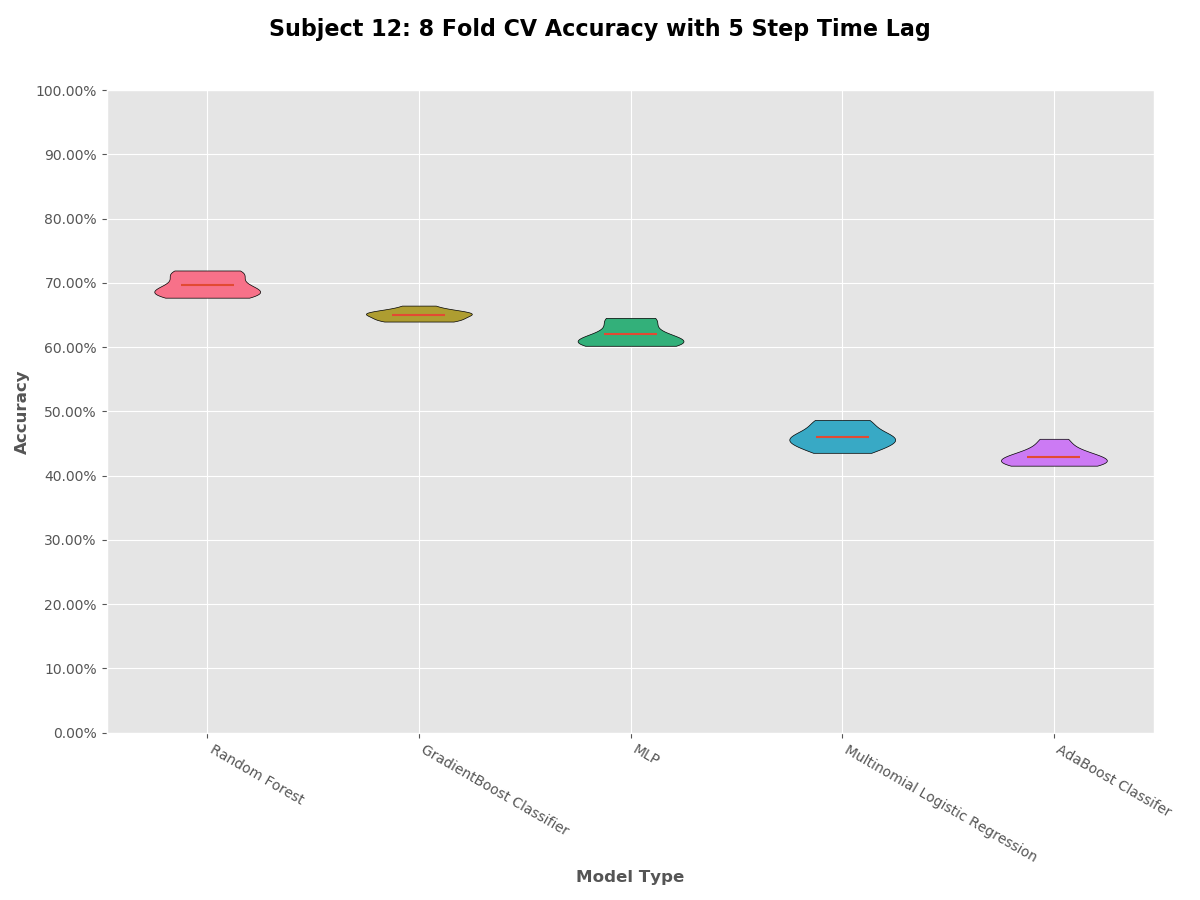 Subject 12: 8 Fold CV Accuracy with 5 Step Time Lag
100.00%
90.00%
80.00%
70.00%
60.00%
50.00%
40.00%
30.00%
20.00%
10.00%
0.00%
Accuracy
Random Forest
GradientBoost Classifier
MLP
Multinomial Logistic Regression
AdaBoost Classifer
Model Type